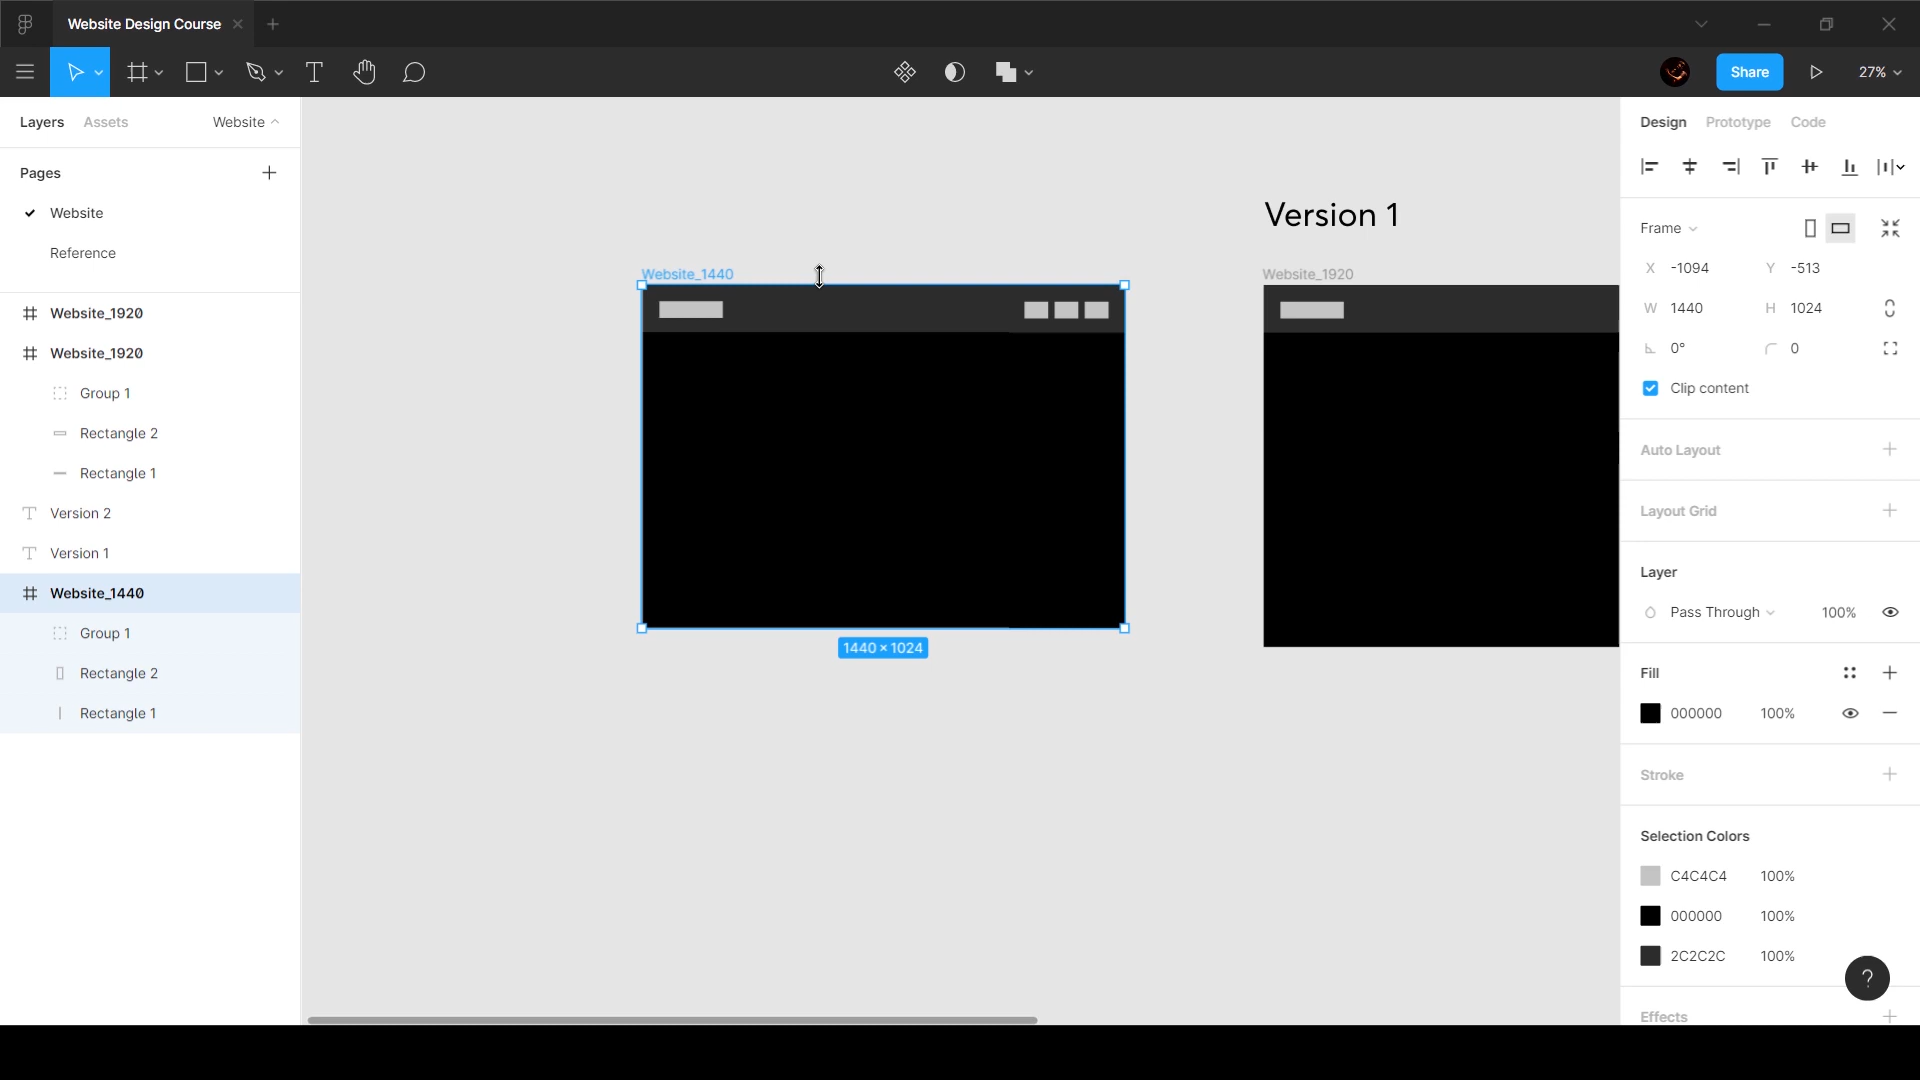 Website Design Course
Share
27%
Layers Assets Website
Pages
Website
Reference
Website_1920
Website_1920
Group 1
Rectangle 2
Rectangle 1
Version 2
Version 1
Website_1440
Group 1
Rectangle 2
Rectangle 1
Version 1
Website_1440
Website_1920
1440 × 1024
Design Prototype Code
Frame
X -1094 Y -513
W 1440 H 1024
0° 0
Clip content
Auto Layout
Layout Grid
Layer
Pass Through 100%
Fill
000000 100%
Stroke
Selection Colors
C4C4C4 100%
000000 100%
2C2C2C 100%
?
Effects